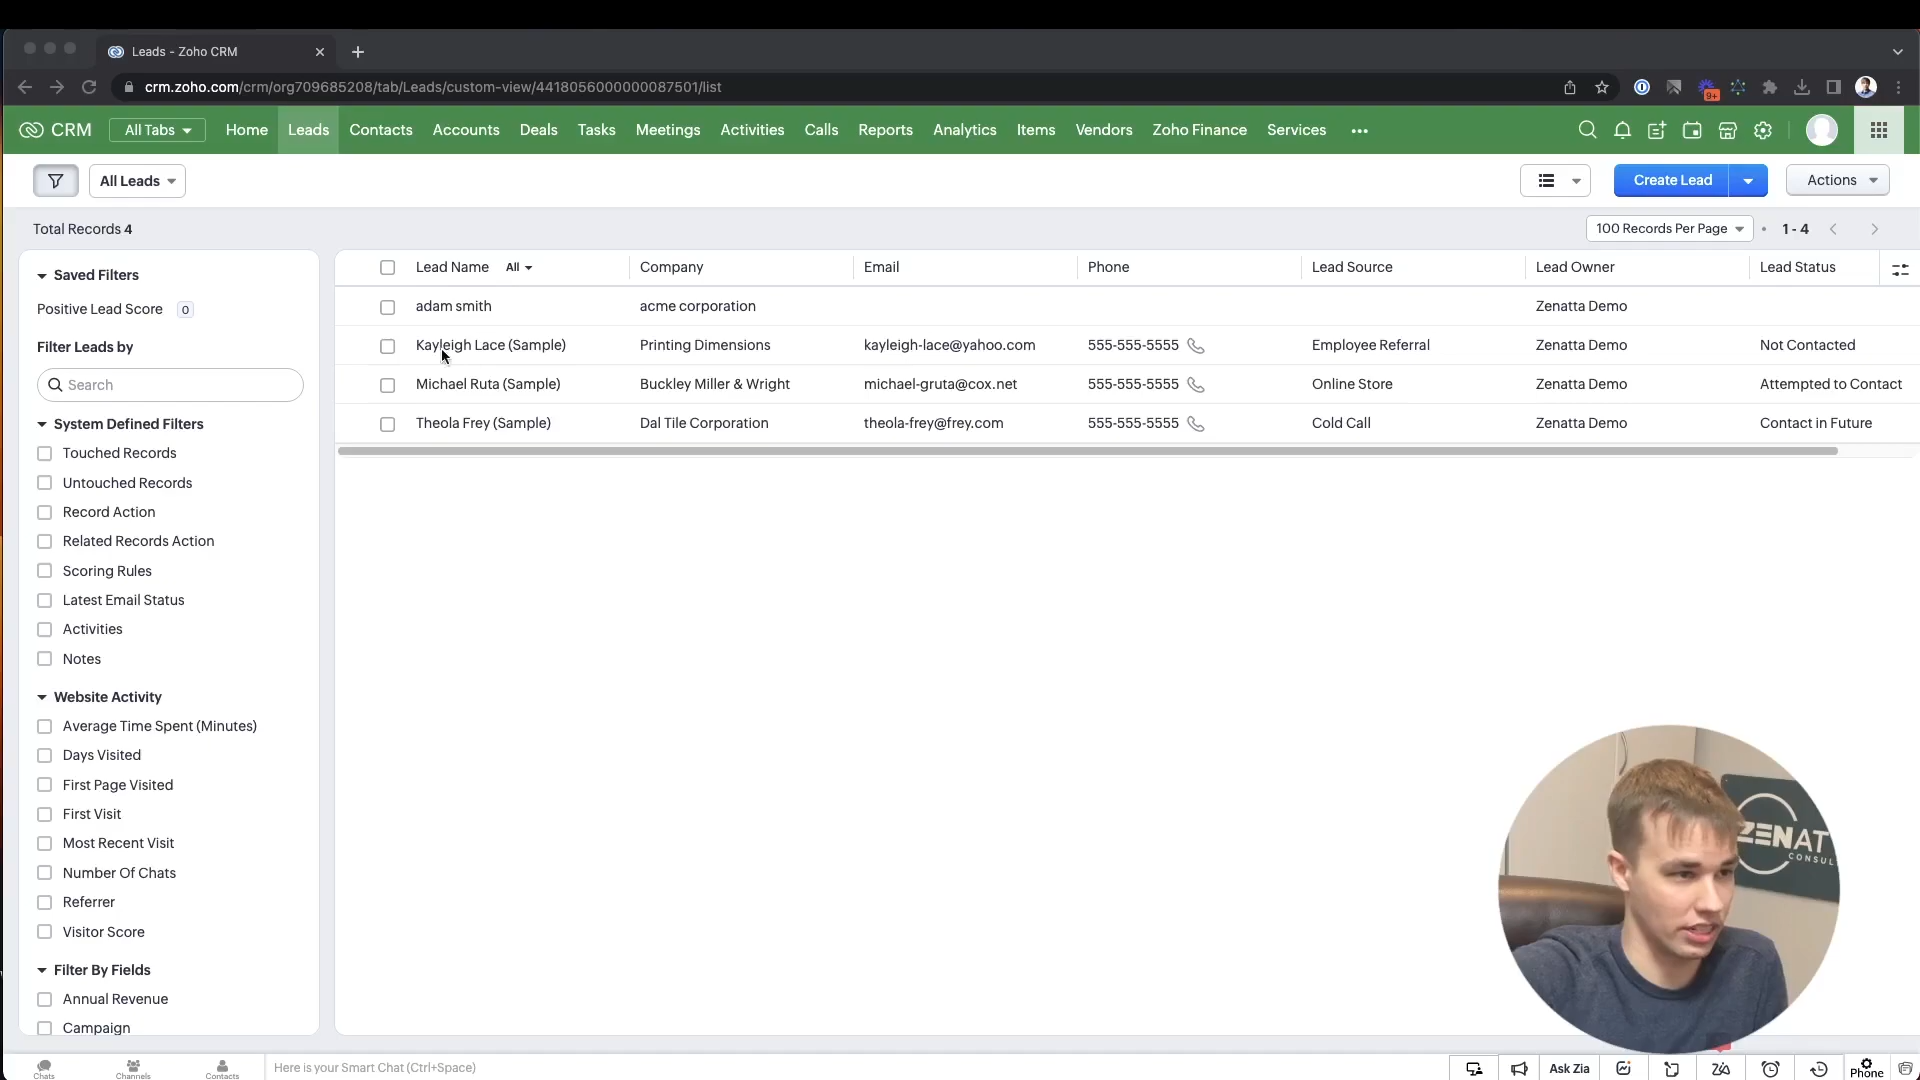 Leads - Zoho CRM
crm.zoho.com/crm/org709685208/tab/Leads/custom-view/4418056000000087501/list
9+
CRM All Tabs Home Leads Contacts Accounts Deals Tasks Meetings Activities Calls Reports Analytics Items Vendors Zoho Finance Services
All Leads Create Lead Actions
Total Records 4 100 Records Per Page 1 - 4
Saved Filters
Positive Lead Score 0
Filter Leads by
Search
System Defined Filters
Touched Records
Untouched Records
Record Action
Related Records Action
Scoring Rules
Latest Email Status
Activities
Notes
Website Activity
Average Time Spent (Minutes)
Days Visited
First Page Visited
First Visit
Most Recent Visit
Number Of Chats
Referrer
Visitor Score
Filter By Fields
Annual Revenue
Campaign
Lead Name All Company Email Phone Lead Source Lead Owner Lead Status
adam smith acme corporation Zenatta Demo
Kayleigh Lace (Sample) Printing Dimensions kayleigh-lace@yahoo.com 555-555-5555 Employee Referral Zenatta Demo Not Contacted
Michael Ruta (Sample) Buckley Miller & Wright michael-gruta@cox.net 555-555-5555 Online Store Zenatta Demo Attempted to Contact
Theola Frey (Sample) Dal Tile Corporation theola-frey@frey.com 555-555-5555 Cold Call Zenatta Demo Contact in Future
ZENAT
CONSUL
Chats Channels Contacts Here is your Smart Chat (Ctrl+Space) Ask Zia Phone